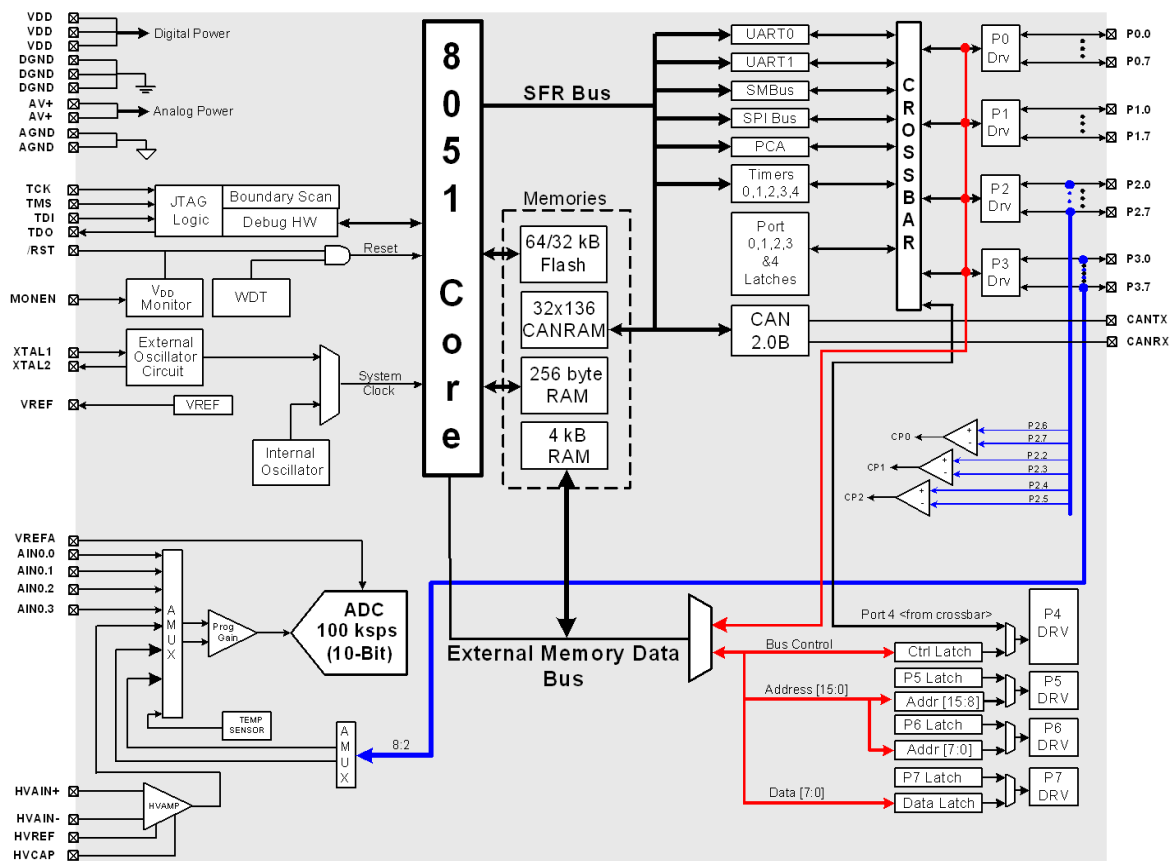 VDD
VDD
VDD
Digital Power
DGND
DGND
DGND
AV+
AV+
Analog Power
AGND
AGND
TCK
TMS
TDI
TDO
JTAG
Logic
Boundary Scan
Debug HW
/RST
Reset
MONEN
VDD
Monitor
WDT
XTAL1
XTAL2
External
Oscillator
Circuit
System
Clock
VREF
VREF
Internal
Oscillator
8051 Core
SFR Bus
Memories
64/32 kB
Flash
32x136
CANRAM
256 byte
RAM
4 kB
RAM
UART0
UART1
SMBus
SPI Bus
PCA
Timers
0,1,2,3,4
Port
0,1,2,3
&4
Latches
CAN
2.0B
CROSSBAR
P0
Drv
P1
Drv
P2
Drv
P3
Drv
P0.0
P0.7
P1.0
P1.7
P2.0
P2.7
P3.0
P3.7
CANTX
CANRX
CP0
+
-
P2.6
P2.7
CP1
+
-
P2.2
P2.3
CP2
+
-
P2.4
P2.5
VREFA
AIN0.0
AIN0.1
AIN0.2
AIN0.3
AMUX
Prog
Gain
ADC
100 ksps
(10-Bit)
TEMP
SENSOR
AMUX
8:2
HVAIN+
HVAIN-
HVREF
HVCAP
HVAMP
External Memory Data
Bus
Port 4 <from crossbar>
Bus Control
Ctrl Latch
P4
DRV
Address [15:0]
P5 Latch
Addr [15:8]
P5
DRV
P6 Latch
Addr [7:0]
P6
DRV
Data [7:0]
P7 Latch
Data Latch
P7
DRV